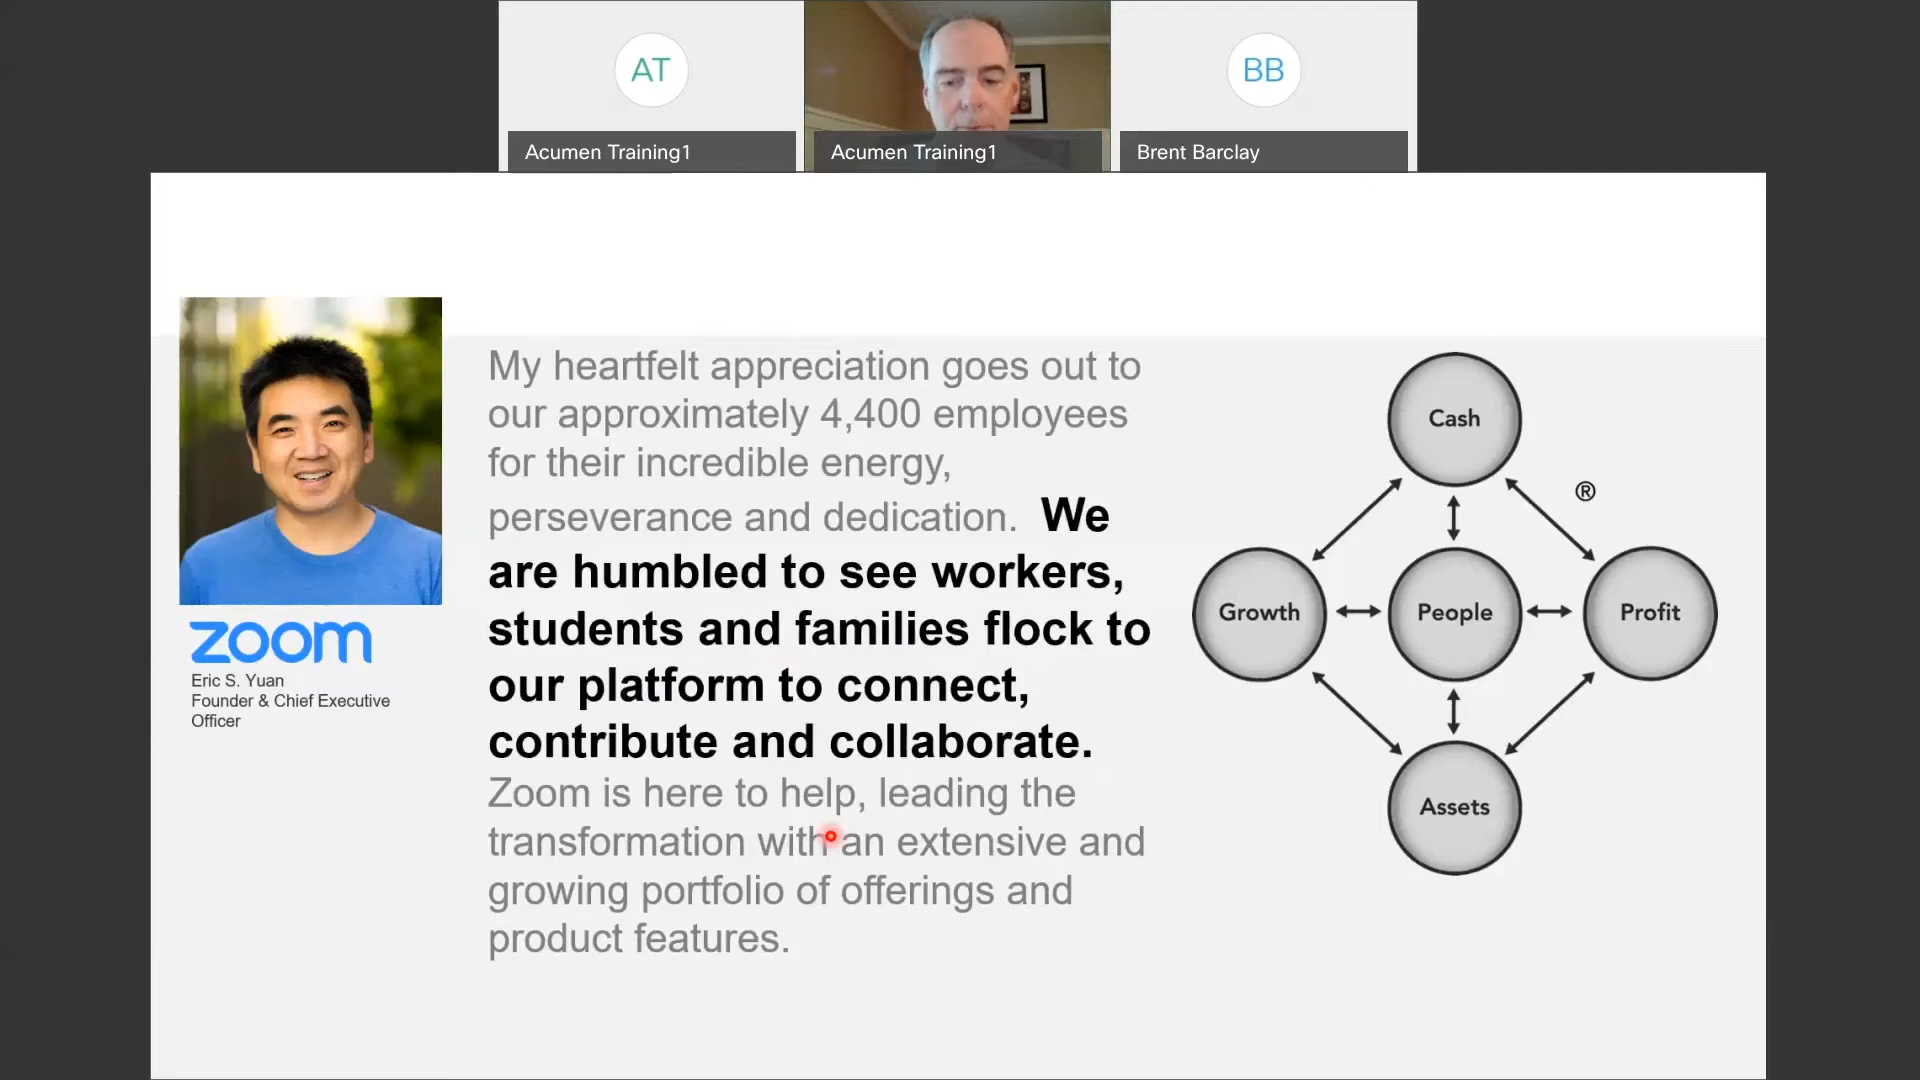 AT
BB
Acumen Training1
Acumen Training1
Brent Barclay
zoom
Eric S. Yuan
Founder & Chief Executive
Officer
My heartfelt appreciation goes out to
our approximately 4,400 employees
for their incredible energy,
perseverance and dedication. We
are humbled to see workers,
students and families flock to
our platform to connect,
contribute and collaborate.
Zoom is here to help, leading the
transformation with an extensive and
growing portfolio of offerings and
product features.
Cash
®
Growth
People
Profit
Assets